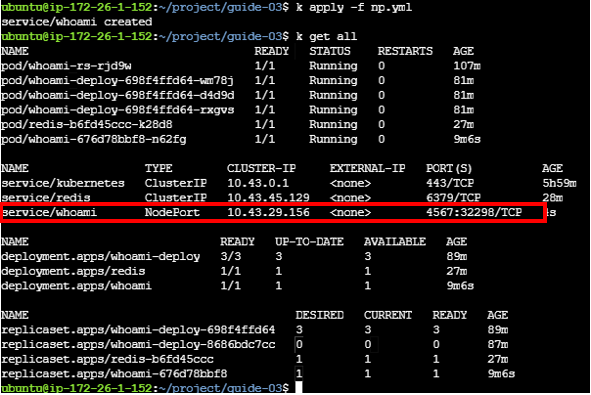 ubuntu@ip-172-26-1-152:~/project/guide-03$ k apply -f np.yml
service/whoami created
ubuntu@ip-172-26-1-152:~/project/guide-03$ k get all
NAME READY STATUS RESTARTS AGE
pod/whoami-rs-rjd9w 1/1 Running 0 107m
pod/whoami-deploy-698f4ffd64-wm78j 1/1 Running 0 81m
pod/whoami-deploy-698f4ffd64-d4d9d 1/1 Running 0 81m
pod/whoami-deploy-698f4ffd64-rxgvs 1/1 Running 0 81m
pod/redis-b6fd45ccc-k28d8 1/1 Running 0 27m
pod/whoami-676d78bbf8-n62fg 1/1 Running 0 9m6s
NAME TYPE CLUSTER-IP EXTERNAL-IP PORT(S) AGE
service/kubernetes ClusterIP 10.43.0.1 <none> 443/TCP 5h59m
service/redis ClusterIP 10.43.45.129 <none> 6379/TCP 28m
service/whoami NodePort 10.43.29.156 <none> 4567:32298/TCP s
NAME READY UP-TO-DATE AVAILABLE AGE
deployment.apps/whoami-deploy 3/3 3 3 89m
deployment.apps/redis 1/1 1 1 27m
deployment.apps/whoami 1/1 1 1 9m6s
NAME DESIRED CURRENT READY AGE
replicaset.apps/whoami-deploy-698f4ffd64 3 3 3 89m
replicaset.apps/whoami-deploy-8686bdc7cc 0 0 0 87m
replicaset.apps/redis-b6fd45ccc 1 1 1 27m
replicaset.apps/whoami-676d78bbf8 1 1 1 9m6s
ubuntu@ip-172-26-1-152:~/project/guide-03$